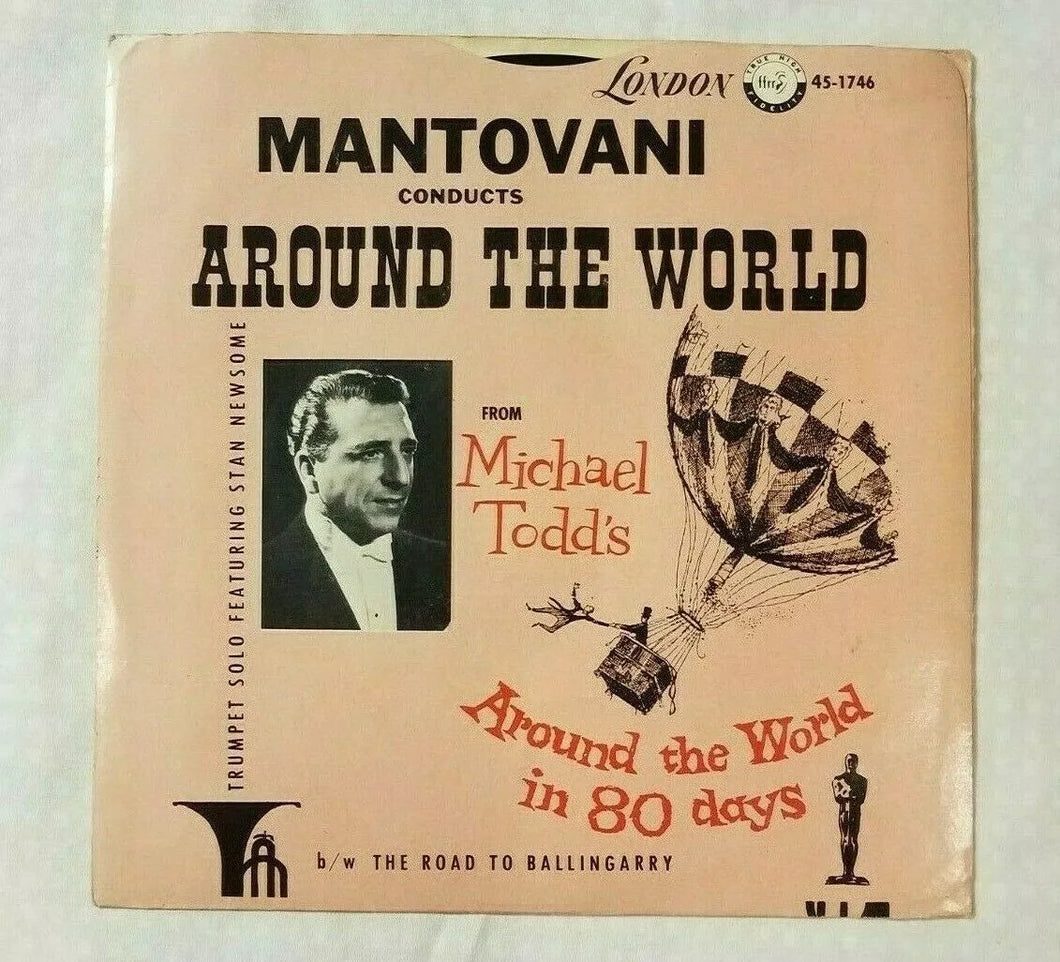 LONDON TRUE HIGH ffrr FIDELITY 45-1746
MANTOVANI
CONDUCTS
AROUND THE WORLD
TRUMPET SOLO FEATURING STAN NEWSOME
FROM
Michael
Todd's
Around the World
in 80 days
b/w THE ROAD TO BALLINGARRY